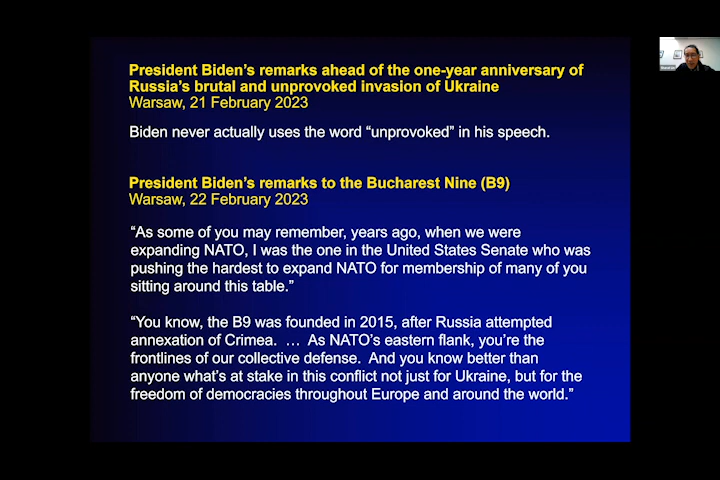 President Biden's remarks ahead of the one-year anniversary of
Russia's brutal and unprovoked invasion of Ukraine
Warsaw, 21 February 2023
Biden never actually uses the word “unprovoked” in his speech.
President Biden's remarks to the Bucharest Nine (B9)
Warsaw, 22 February 2023
“As some of you may remember, years ago, when we were
expanding NATO, I was the one in the United States Senate who was
pushing the hardest to expand NATO for membership of many of you
sitting around this table.”
“You know, the B9 was founded in 2015, after Russia attempted
annexation of Crimea. … As NATO's eastern flank, you're the
frontlines of our collective defense. And you know better than
anyone what's at stake in this conflict not just for Ukraine, but for the
freedom of democracies throughout Europe and around the world.”